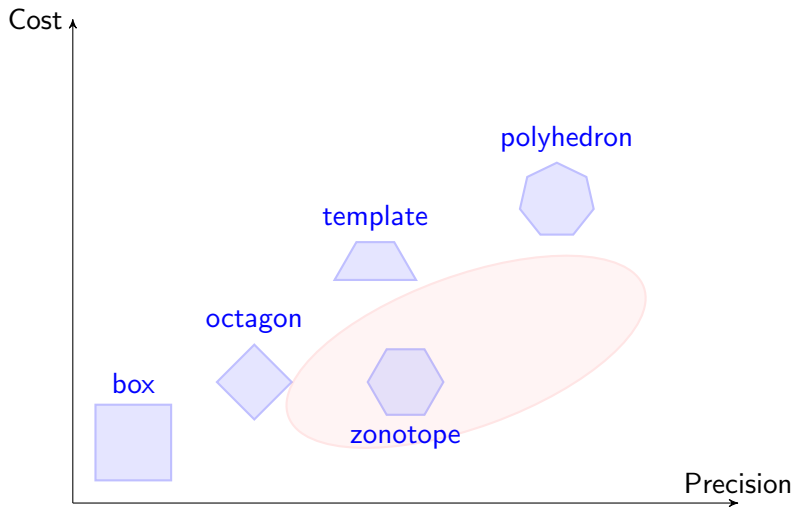 Cost
polyhedron
template
octagon
box
zonotope
Precision